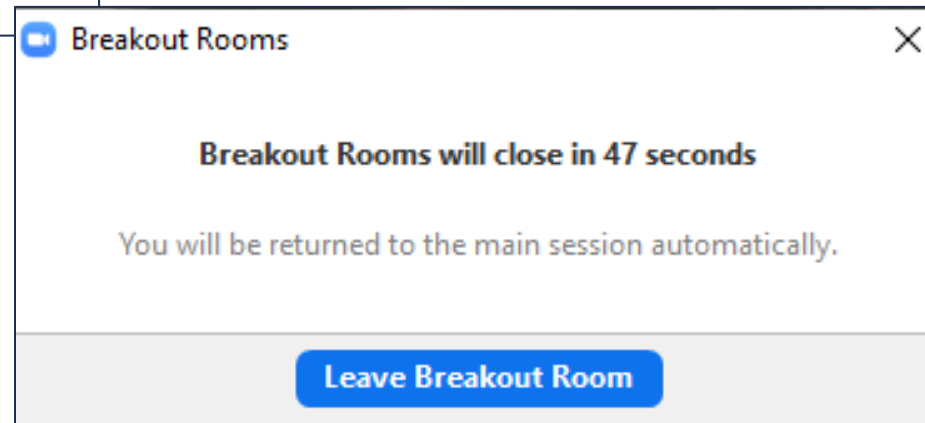 Breakout Rooms
Breakout Rooms will close in 47 seconds
You will be returned to the main session automatically.
Leave Breakout Room